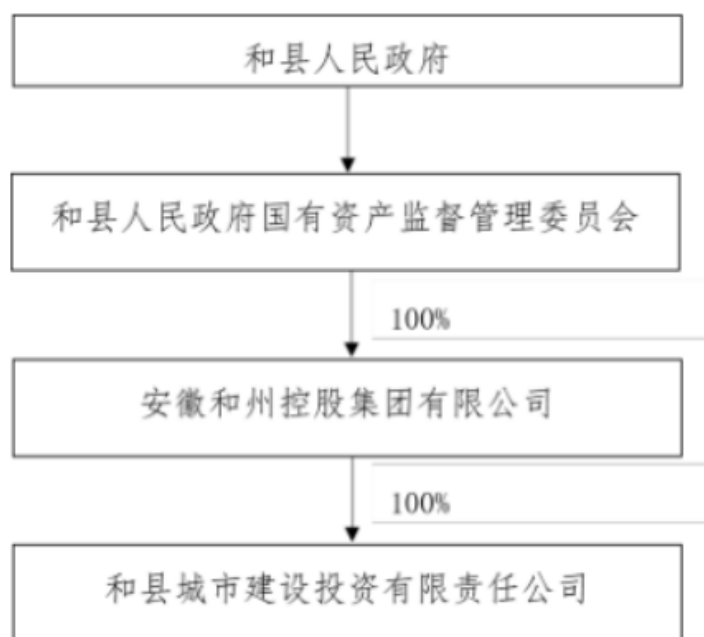 和县人民政府
和县人民政府国有资产监督管理委员会
100%
安徽和州控股集团有限公司
100%
和县城市建设投资有限责任公司